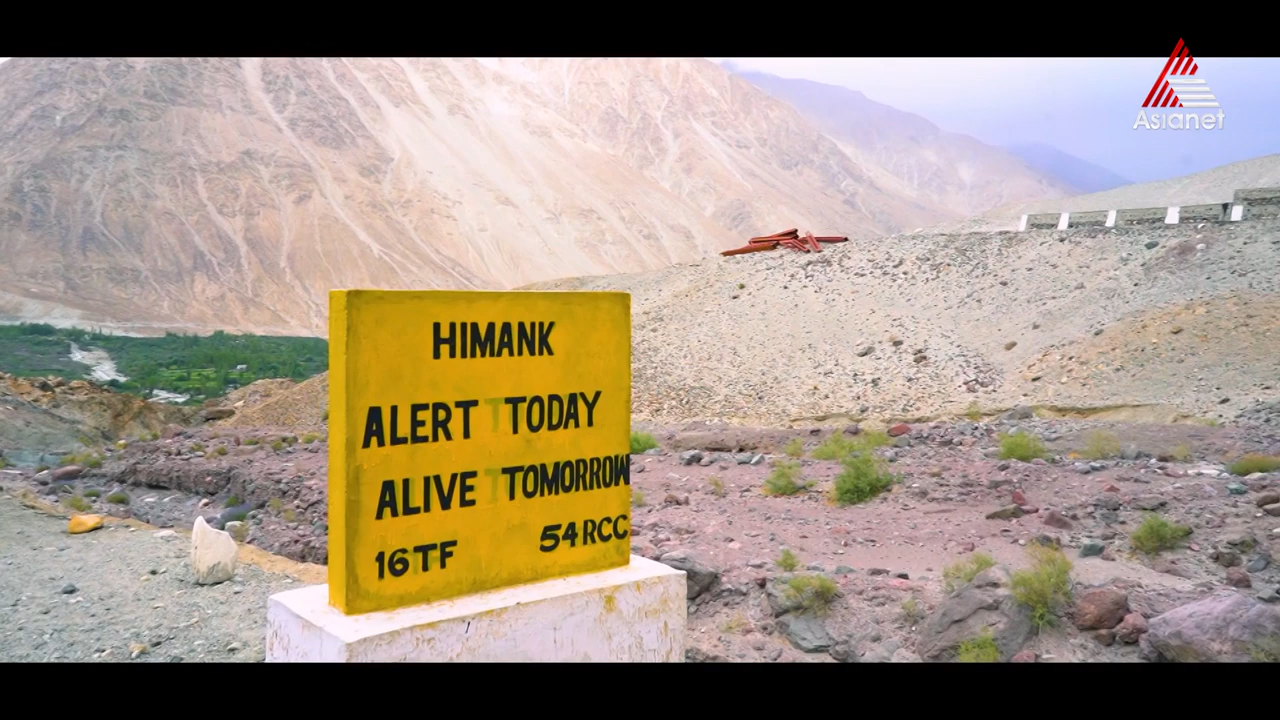 Asianet
HIMANK
ALERT TODAY
ALIVE TOMORROW
16TF 54RCC